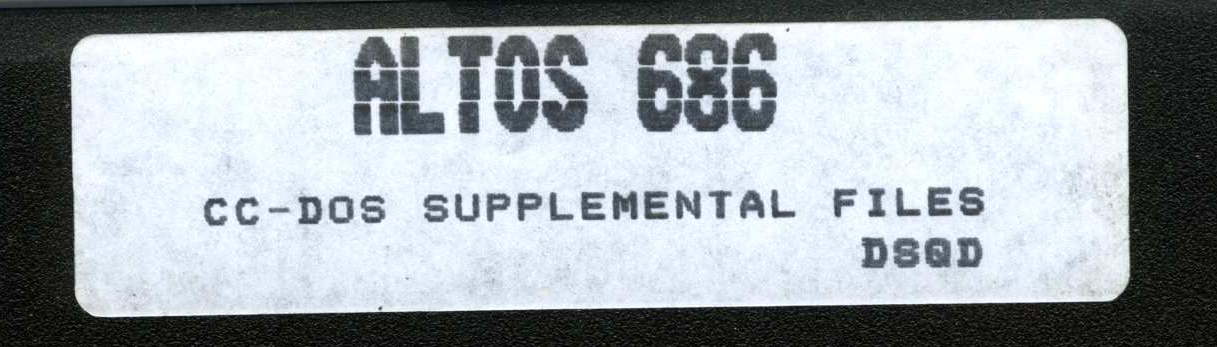 ALTOS 686
CC-DOS SUPPLEMENTAL FILES
DSQD